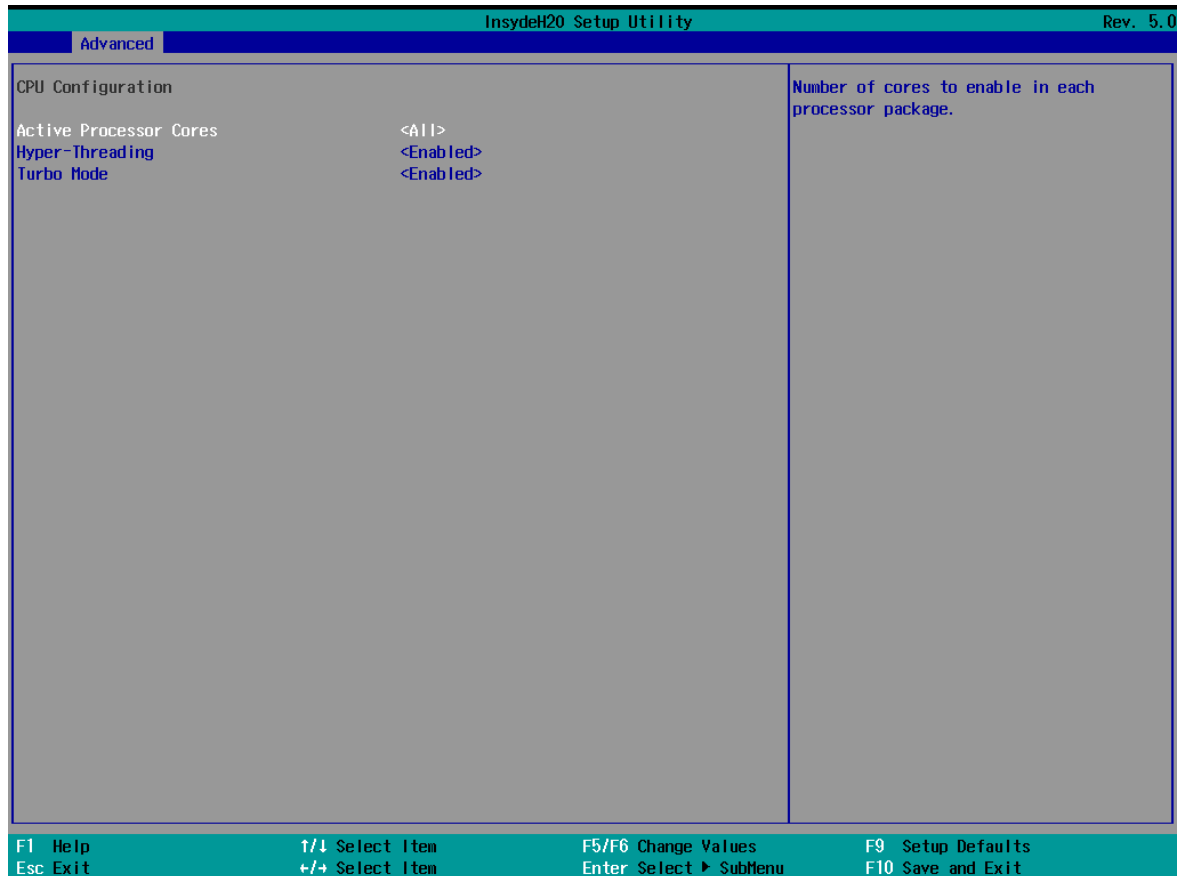 InsydeH20 Setup Utility Rev. 5.0
Advanced
CPU Configuration
Active Processor Cores <All>
Hyper-Threading <Enabled>
Turbo Mode <Enabled>
Number of cores to enable in each
processor package.
F1 Help ↑/↓ Select Item F5/F6 Change Values F9 Setup Defaults
Esc Exit ←/→ Select Item Enter Select ▶ SubMenu F10 Save and Exit